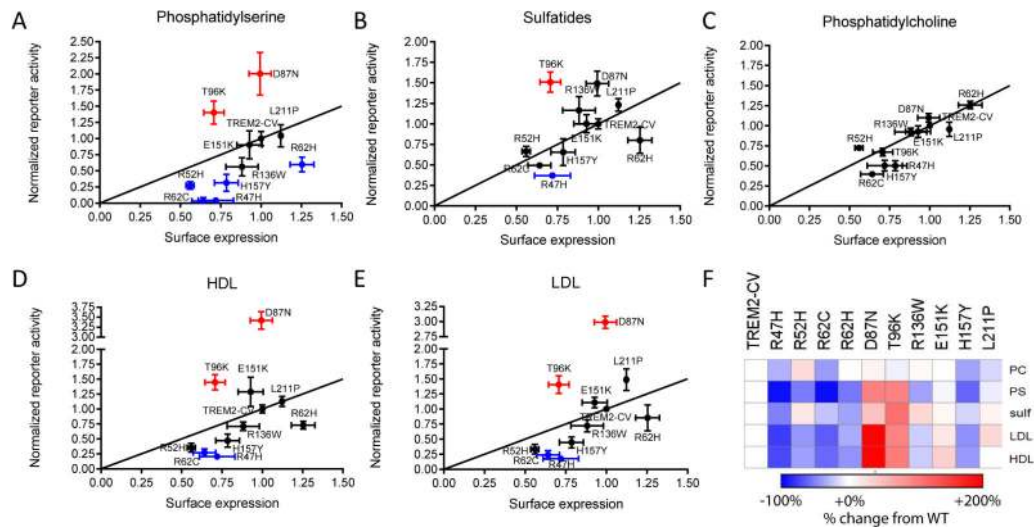 A
Phosphatidylserine
Normalized reporter activity
2.50
2.25
2.00
1.75
1.50
1.25
1.00
0.75
0.50
0.25
0.00
D87N
T96K
L211P
TREM2-CV
E151K
R62H
R52H
R136W
H157Y
R62C
R47H
0.00 0.25 0.50 0.75 1.00 1.25 1.50
Surface expression
B
Sulfatides
Normalized reporter activity
2.00
1.75
1.50
1.25
1.00
0.75
0.50
0.25
0.00
D87N
T96K
R136W
L211P
TREM2-CV
R52H
E151K
R62H
R62C
H157Y
R47H
0.00 0.25 0.50 0.75 1.00 1.25 1.50
Surface expression
C
Phosphatidylcholine
Normalized reporter activity
2.00
1.75
1.50
1.25
1.00
0.75
0.50
0.25
0.00
R62H
D87N
TREM2-CV
R136W
L211P
E151K
R52H
T96K
R47H
H157Y
R62C
0.00 0.25 0.50 0.75 1.00 1.25 1.50
Surface expression
D
HDL
Normalized reporter activity
3.75
3.50
3.25
3.00
2.00
1.75
1.50
1.25
1.00
0.75
0.50
0.25
0.00
D87N
T96K
E151K
L211P
TREM2-CV
R62H
R136W
R52H
H157Y
R62C
R47H
0.00 0.25 0.50 0.75 1.00 1.25 1.50
Surface expression
E
LDL
Normalized reporter activity
3.75
3.50
3.25
3.00
2.75
2.00
1.75
1.50
1.25
1.00
0.75
0.50
0.25
0.00
D87N
T96K
L211P
E151K
TREM2-CV
R62H
R136W
R52H
H157Y
R62C
R47H
0.00 0.25 0.50 0.75 1.00 1.25 1.50
Surface expression
F
TREM2-CV
R47H
R52H
R62C
R62H
D87N
T96K
R136W
E151K
H157Y
L211P
PC
PS
sulf
LDL
HDL
-100% +0% +200%
% change from WT